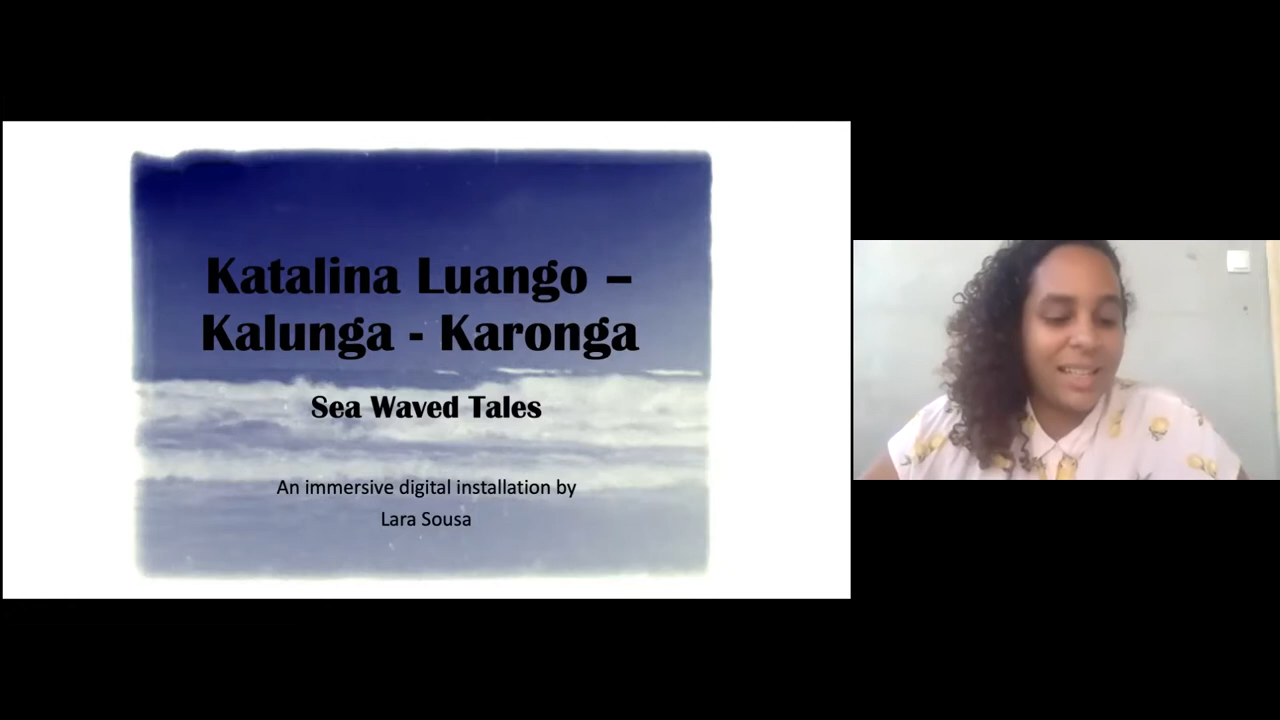 Katalina Luango –
Kalunga - Karonga
Sea Waved Tales
An immersive digital installation by
Lara Sousa